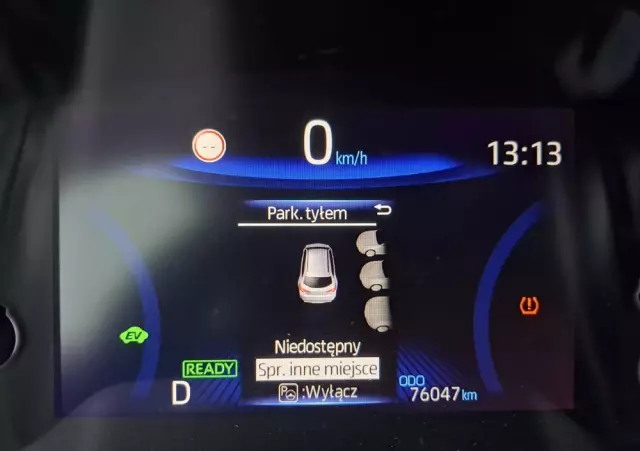 --
0 km/h
13:13
Park. tyłem
EV
Niedostępny
READY
Spr. inne miejsce
D
P :Wyłącz
ODO
76047 km